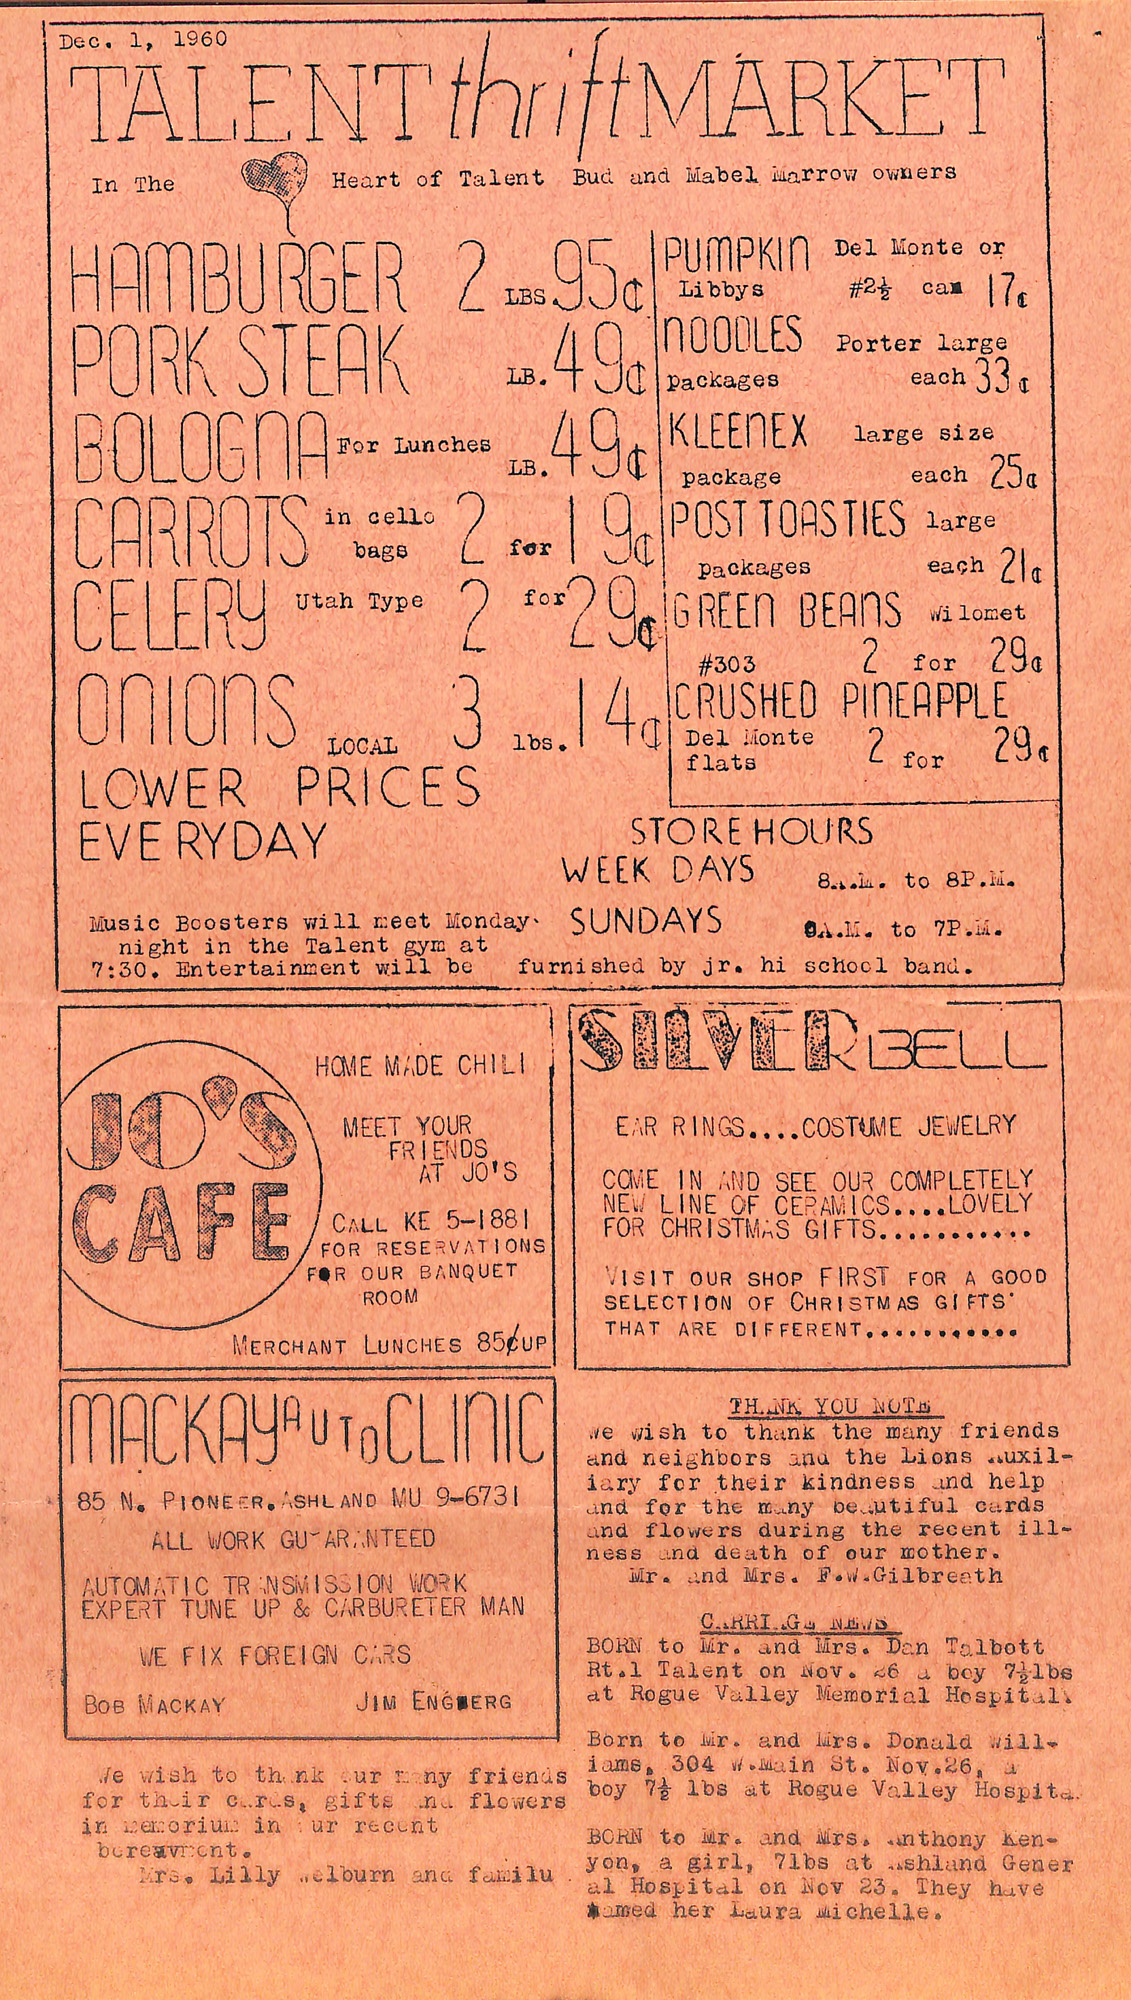 Dec. 1, 1960
TALENT thrift MARKET
In The Heart of Talent Bud and Mabel Marrow owners
HAMBURGER 2 LBS. 95¢
PORK STEAK LB. 49¢
BOLOGNA For Lunches LB. 49¢
CARROTS in cello bags 2 for 19¢
CELERY Utah Type 2 for 29¢
ONIONS LOCAL 3 lbs. 14¢
LOWER PRICES
EVERYDAY
PUMPKIN Del Monte or
Libbys #2½ can 17¢
NOODLES Porter large
packages each 33¢
KLEENEX large size
package each 25¢
POST TOASTIES large
packages each 21¢
GREEN BEANS Wilomet
#303 2 for 29¢
CRUSHED PINEAPPLE
Del Monte
flats 2 for 29¢
STORE HOURS
WEEK DAYS 8A.M. to 8P.M.
SUNDAYS 9A.M. to 7P.M.
Music Boosters will meet Monday
night in the Talent gym at
7:30. Entertainment will be furnished by jr. hi school band.
JO'S
CAFE
HOME MADE CHILI
MEET YOUR
FRIENDS
AT JO'S
CALL KE 5-1881
FOR RESERVATIONS
FOR OUR BANQUET
ROOM
MERCHANT LUNCHES 85¢UP
SILVER BELL
EAR RINGS....COSTUME JEWELRY
COME IN AND SEE OUR COMPLETELY
NEW LINE OF CERAMICS....LOVELY
FOR CHRISTMAS GIFTS...........
VISIT OUR SHOP FIRST FOR A GOOD
SELECTION OF CHRISTMAS GIFTS
THAT ARE DIFFERENT...........
MACKAY AUTO CLINIC
85 N. PIONEER. ASHLAND MU 9-6731
ALL WORK GUARANTEED
AUTOMATIC TRANSMISSION WORK
EXPERT TUNE UP & CARBURETER MAN
WE FIX FOREIGN CARS
BOB MACKAY JIM ENGBERG
We wish to thank our many friends
for their cards, gifts and flowers
in memorium in our recent
bereavment.
Mrs. Lilly and familu
THANK YOU NOTE
We wish to thank the many friends
and neighbors and the Lions Auxil-
iary for their kindness and help
and for the many beautiful cards
and flowers during the recent ill-
ness and death of our mother.
Mr. and Mrs. F.W.Gilbreath
CARRIAGE NEWS
BORN to Mr. and Mrs. Dan Talbott
Rt.1 Talent on Nov. 26 a boy 7½lbs
at Rogue Valley Memorial Hospital.
Born to Mr. and Mrs. Donald Will-
iams, 304 W.Main St. Nov.26, a
boy 7½ lbs at Rogue Valley Hospita.
BORN to Mr. and Mrs. Anthony Ken-
yon, a girl, 7lbs at Ashland Gener
al Hospital on Nov 23. They have
named her Laura Michelle.